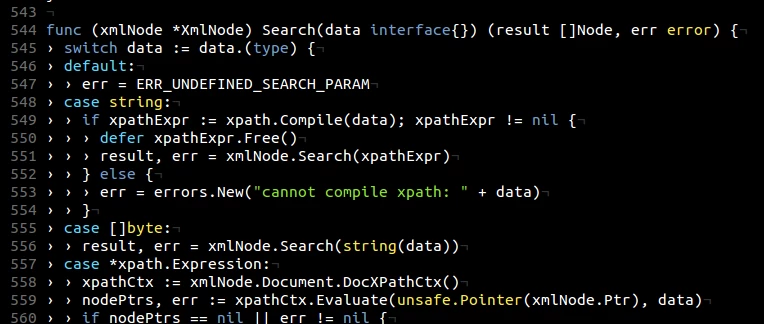 543 ¬
544 func (xmlNode *XmlNode) Search(data interface{}) (result []Node, err error) {¬
545 › switch data := data.(type) {¬
546 › default:¬
547 › › err = ERR_UNDEFINED_SEARCH_PARAM¬
548 › case string:¬
549 › › if xpathExpr := xpath.Compile(data); xpathExpr != nil {¬
550 › › › defer xpathExpr.Free()¬
551 › › › result, err = xmlNode.Search(xpathExpr)¬
552 › › } else {¬
553 › › › err = errors.New("cannot compile xpath: " + data)¬
554 › › }¬
555 › case []byte:¬
556 › › result, err = xmlNode.Search(string(data))¬
557 › case *xpath.Expression:¬
558 › › xpathCtx := xmlNode.Document.DocXPathCtx()¬
559 › › nodePtrs, err := xpathCtx.Evaluate(unsafe.Pointer(xmlNode.Ptr), data)¬
560 › › if nodePtrs == nil || err != nil {¬